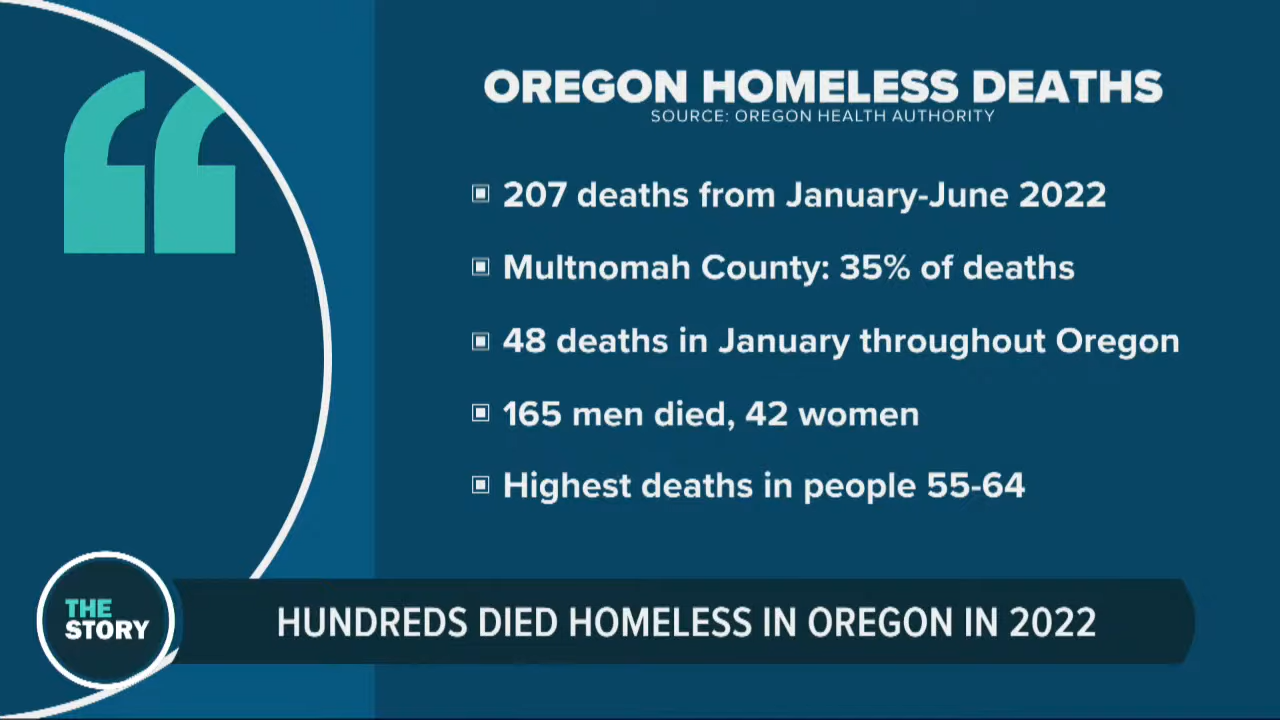 OREGON HOMELESS DEATHS
SOURCE: OREGON HEALTH AUTHORITY
207 deaths from January-June 2022
Multnomah County: 35% of deaths
48 deaths in January throughout Oregon
165 men died, 42 women
Highest deaths in people 55-64
THE
STORY
HUNDREDS DIED HOMELESS IN OREGON IN 2022